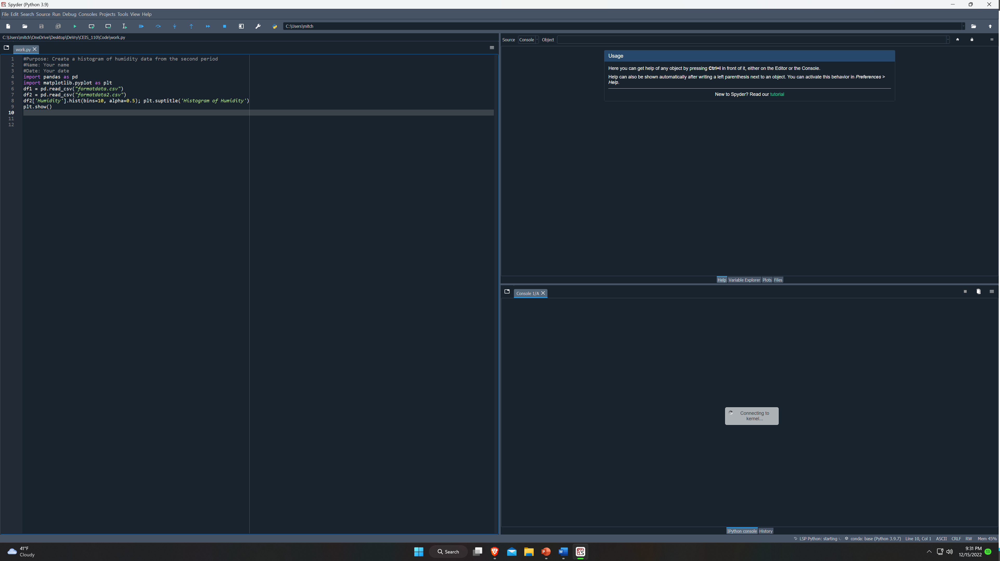 Spyder (Python 3.9)
File Edit Search Source Run Debug Consoles Projects Tools View Help
C:\Users\mitch
C:\Users\mitch\OneDrive\Desktop\DeVry\CEIS_110\Code\work.py
work.py
1 #Purpose: Create a histogram of humidity data from the second period
2 #Name: Your name
3 #Date: Your date
4 import pandas as pd
5 import matplotlib.pyplot as plt
6 df1 = pd.read_csv("formatdata.csv")
7 df2 = pd.read_csv("formatdata2.csv")
8 df2['Humidity'].hist(bins=10, alpha=0.5); plt.suptitle('Histogram of Humidity')
9 plt.show()
10
11
12
Source Console Object
Usage
Here you can get help of any object by pressing Ctrl+I in front of it, either on the Editor or the Console.
Help can also be shown automatically after writing a left parenthesis next to an object. You can activate this behavior in Preferences >
Help.
New to Spyder? Read our tutorial
Help Variable Explorer Plots Files
Console 1/A
Connecting to
kernel...
IPython console History
LSP Python: starting conda: base (Python 3.9.7) Line 10, Col 1 ASCII CRLF RW Mem 45%
41°F
Cloudy
Search
P
W
9:31 PM
12/15/2022
13